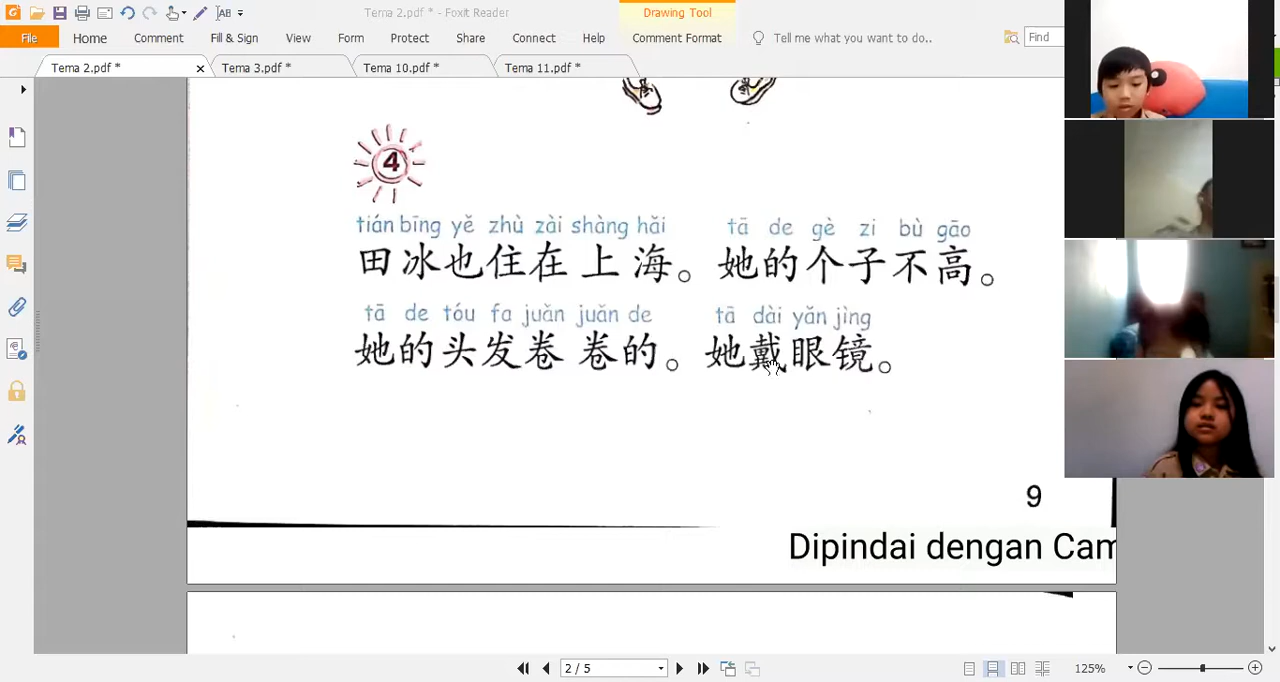 Tema 2.pdf * - Foxit Reader
Drawing Tool
File Home Comment Fill & Sign View Form Protect Share Connect Help Comment Format Tell me what you want to do.. Find
Tema 2.pdf * Tema 3.pdf * Tema 10.pdf * Tema 11.pdf *
4
tián bīng yě zhù zài shàng hǎi tā de gè zi bù gāo
田冰也住在上海。她的个子不高。
tā de tóu fa juǎn juǎn de tā dài yǎn jìng
她的头发卷卷的。她戴眼镜。
9
Dipindai dengan Cam
2 / 5
125%